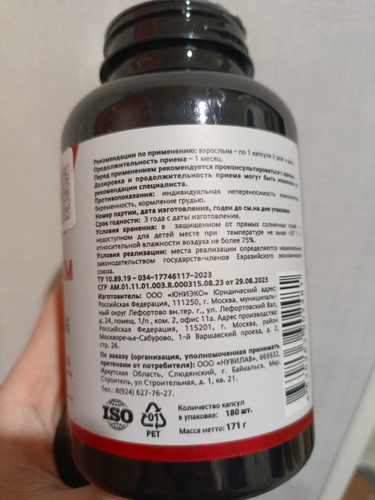 Рекомендации по применению: взрослым – по 1 капсуле 3 раза в день.
Продолжительность приема – 1 месяц.
Перед применением рекомендуется проконсультироваться с врачом.
Дозировка и продолжительность приема могут быть изменены по
рекомендации специалиста.
Противопоказания: индивидуальная непереносимость компонентов,
беременность, кормление грудью.
Номер партии, дата изготовления, годен до см.на дне упаковки.
Срок годности: 3 года с даты изготовления.
Условия хранения: в защищенном от прямых солнечных лучей и
недоступном для детей месте при температуре не выше
относительной влажности воздуха не более 75%.
Условия реализации: места реализации определяются национальным
законодательством государств–членов Евразийского экономического
союза.
ТУ 10.89.19 – 034–17746117–2023
СГР АМ.01.01.01.003.R.000315.08.23 от 29.08.2023
Изготовитель: ООО «ЮНИЭКО» Юридический адрес:
Российская Федерация, 111250, г. Москва, муниципаль-
ный округ Лефортово вн.тер. г., ул. Лефортовский Вал,
д. 24, помещ. 1/п , ком. 2, офис 11а. Адрес производства:
Российская Федерация, 115201, г. Москва, район
Москворечье-Сабурово, 1-й Варшавский проезд, д. 2,
стр. 26.
По заказу (организация, уполномоченная принимать
претензии от потребителя): ООО «НУВИЛАВ», 665932,
Иркутская Область, Слюдянский, г. Байкальск, Мкр.
Строитель, ул Строительная, д. 1, кв. 21.
Тел.: 8(924) 627-76-27.
ISO
01
PET
Количество капсул
в упаковке: 180 шт.
Масса нетто: 171 г